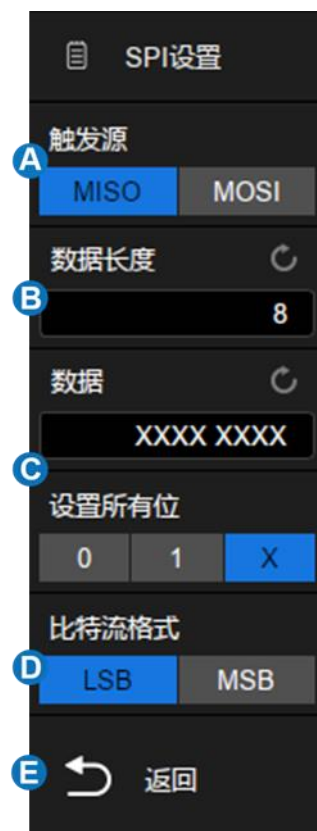 SPI设置
触发源
A
MISO MOSI
数据长度
B
8
数据
XXXX XXXX
C
设置所有位
0 1 X
比特流格式
D
LSB MSB
E
返回